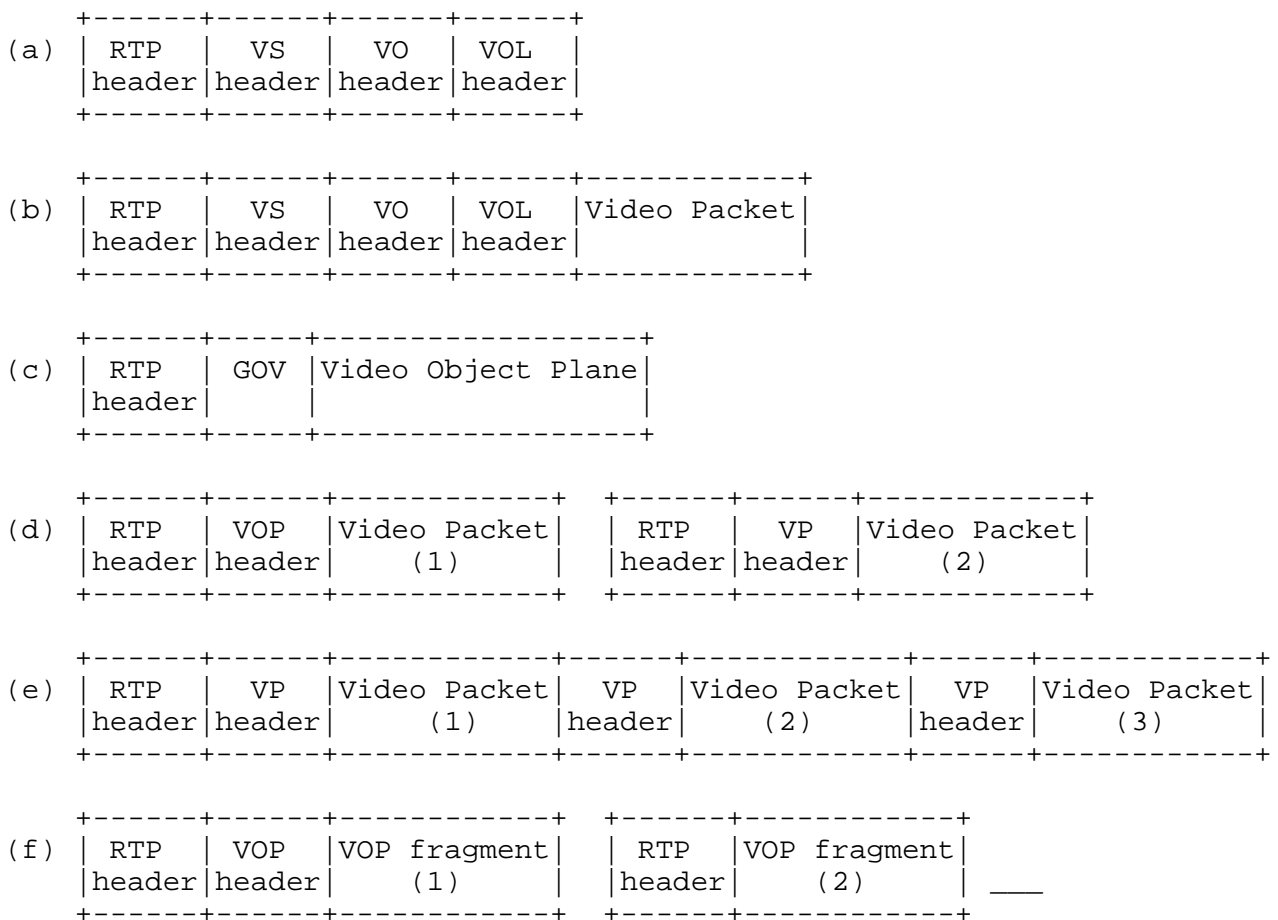 +------+------+------+------+
(a) | RTP  |  VS  |  VO  | VOL  |
    |header|header|header|header|
    +------+------+------+------+

    +------+------+------+------+------------+
(b) | RTP  |  VS  |  VO  | VOL  |Video Packet|
    |header|header|header|header|            |
    +------+------+------+------+------------+

    +------+-----+------------------+
(c) | RTP  | GOV |Video Object Plane|
    |header|     |                  |
    +------+-----+------------------+

    +------+------+------------+  +------+------+------------+
(d) | RTP  | VOP  |Video Packet|  | RTP  |  VP  |Video Packet|
    |header|header|    (1)     |  |header|header|    (2)     |
    +------+------+------------+  +------+------+------------+

    +------+------+------------+------+------------+------+------------+
(e) | RTP  |  VP  |Video Packet|  VP  |Video Packet|  VP  |Video Packet|
    |header|header|     (1)    |header|    (2)     |header|    (3)     |
    +------+------+------------+------+------------+------+------------+

    +------+------+------------+  +------+------------+
(f) | RTP  | VOP  |VOP fragment|  | RTP  |VOP fragment|
    |header|header|    (1)     |  |header|    (2)     | ___
    +------+------+------------+  +------+------------+